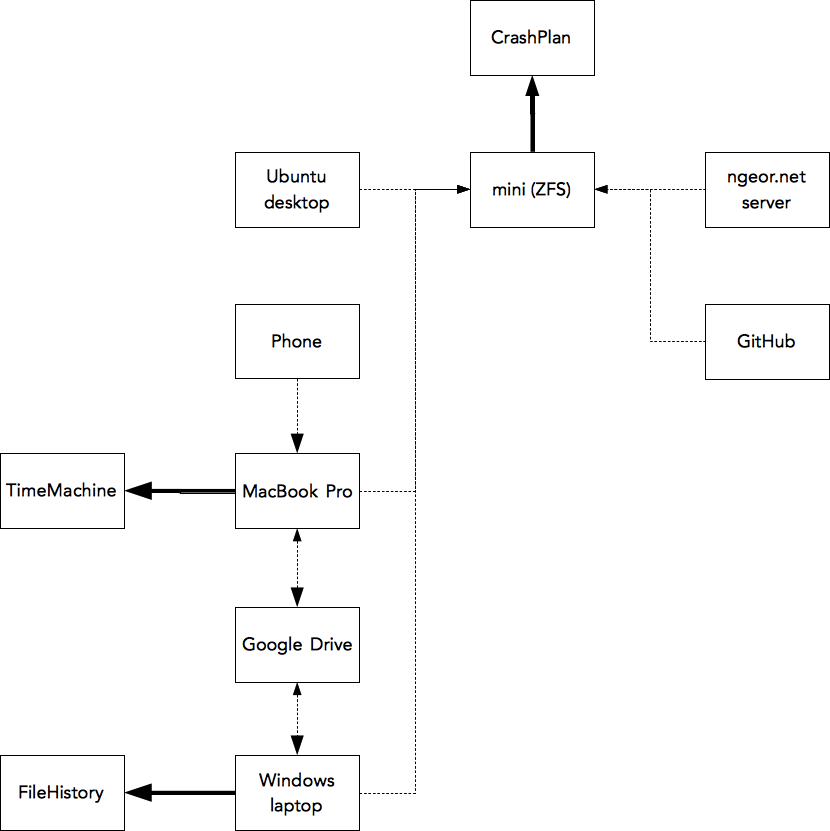 CrashPlan
Ubuntu
desktop
mini (ZFS)
ngeor.net
server
Phone
GitHub
TimeMachine
MacBook Pro
Google Drive
FileHistory
Windows
laptop